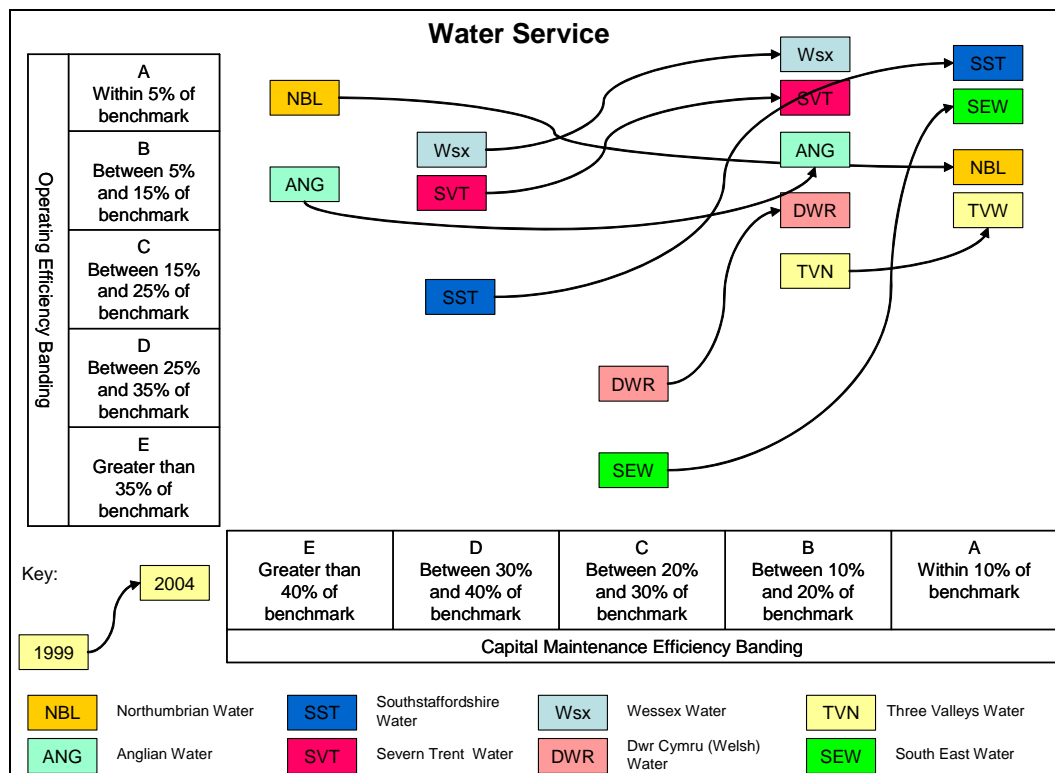 Water Service
Operating Efficiency Banding
A
Within 5% of
benchmark
B
Between 5%
and 15% of
benchmark
C
Between 15%
and 25% of
benchmark
D
Between 25%
and 35% of
benchmark
E
Greater than
35% of
benchmark
Wsx
SST
NBL
SVT
SEW
Wsx
ANG
NBL
ANG
SVT
DWR
TVW
TVN
SST
DWR
SEW
E
Greater than
40% of
benchmark
D
Between 30%
and 40% of
benchmark
C
Between 20%
and 30% of
benchmark
B
Between 10%
and 20% of
benchmark
A
Within 10% of
benchmark
Capital Maintenance Efficiency Banding
Key:
2004
1999
NBL
Northumbrian Water
SST
Southstaffordshire
Water
Wsx
Wessex Water
TVN
Three Valleys Water
ANG
Anglian Water
SVT
Severn Trent Water
DWR
Dwr Cymru (Welsh)
Water
SEW
South East Water